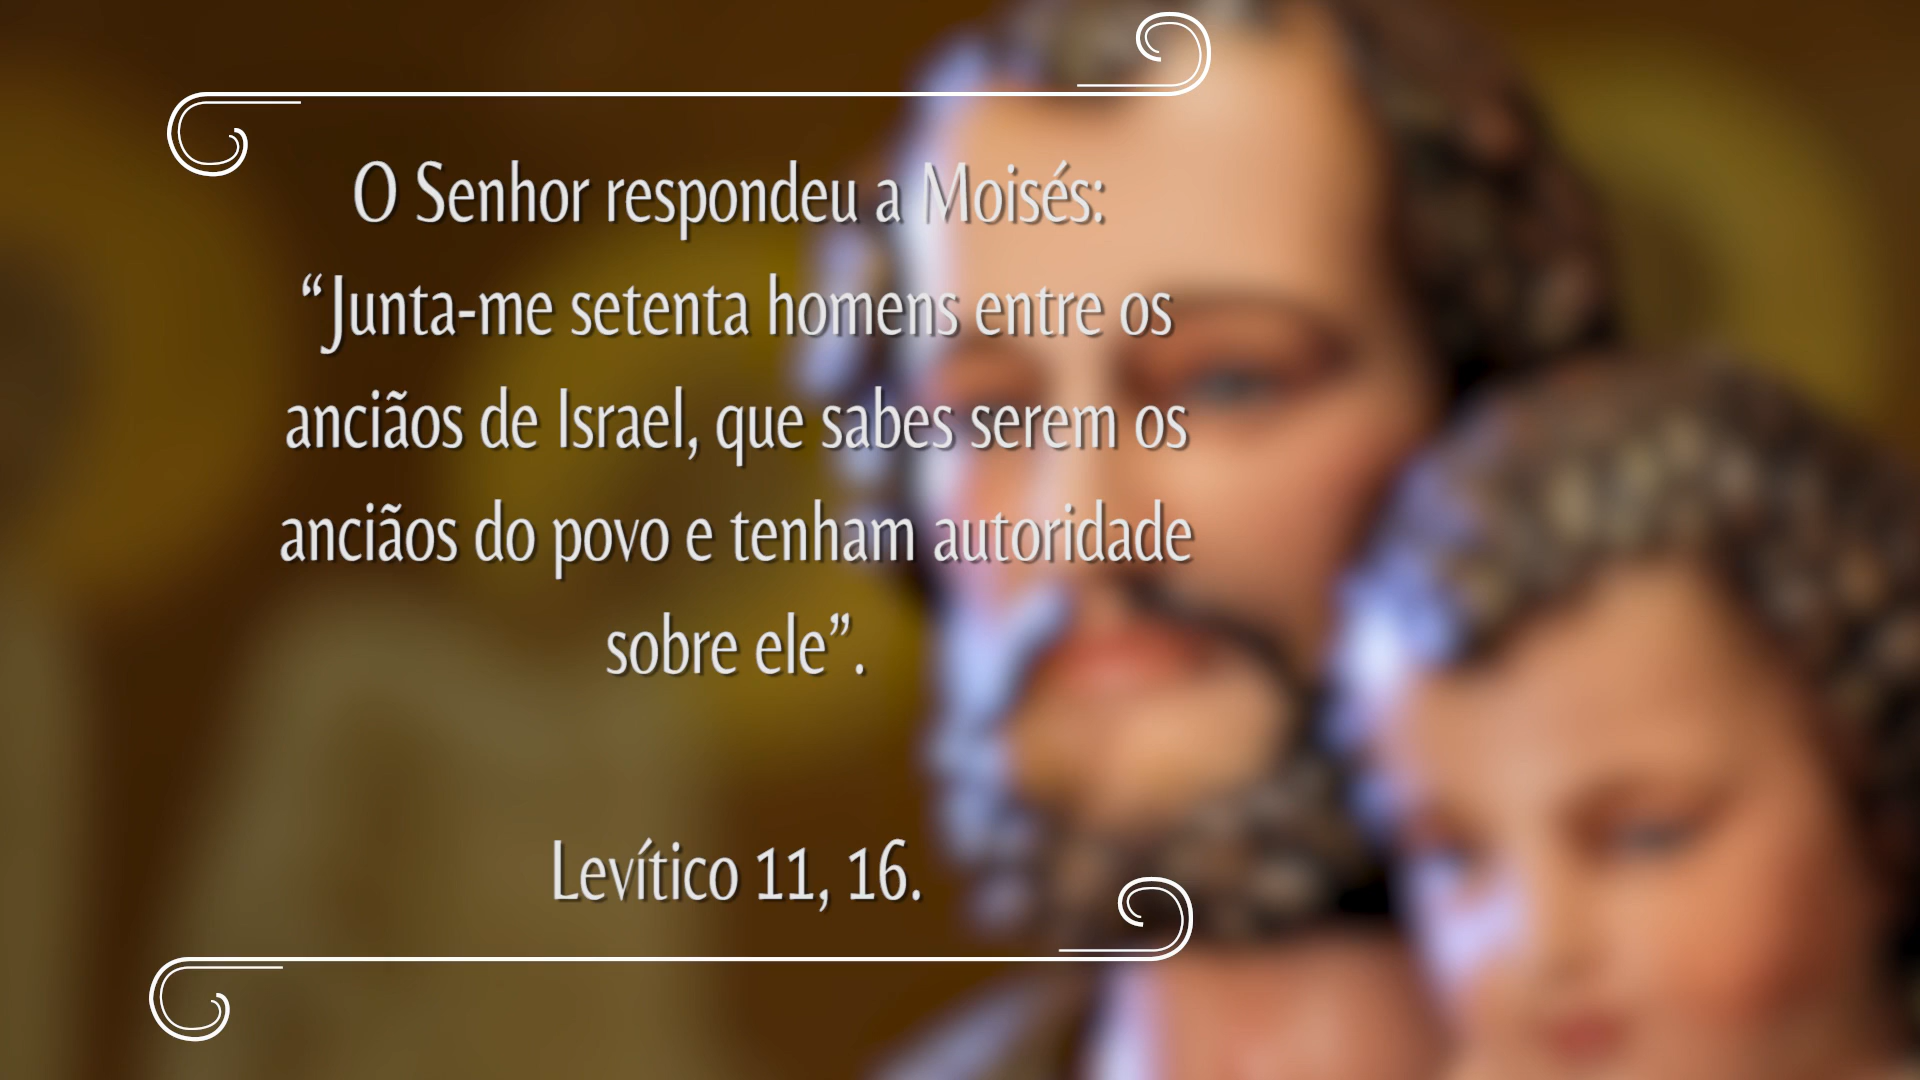 O Senhor respondeu a Moisés:
“Junta-me setenta homens entre os
anciãos de Israel, que sabes serem os
anciãos do povo e tenham autoridade
sobre ele”.
Levítico 11, 16.